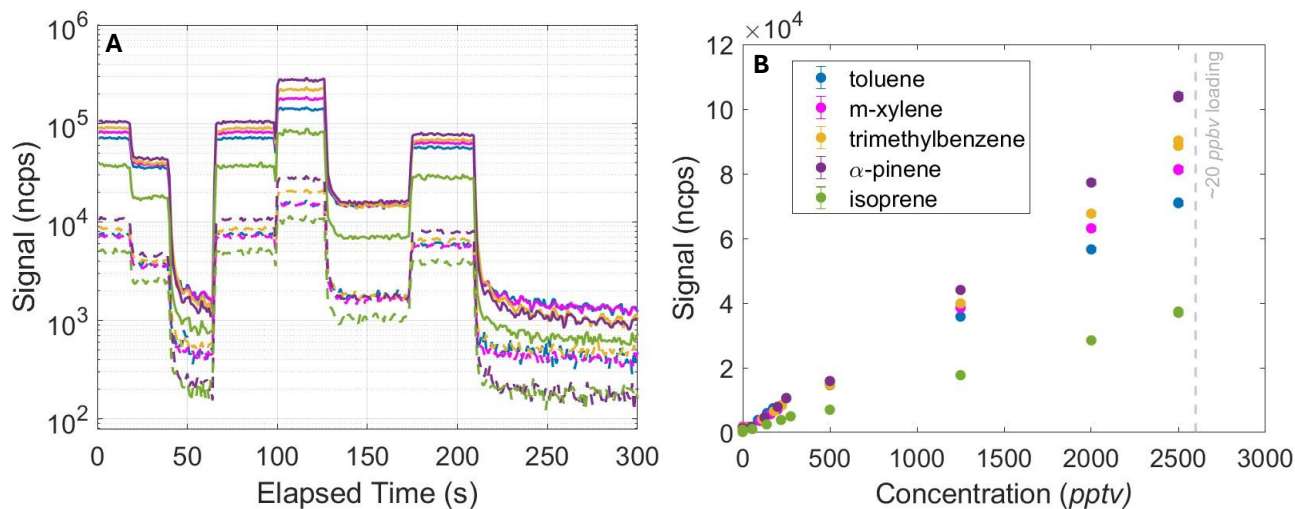 A
10^6
10^5
10^4
10^3
10^2
Signal (ncps)
0 50 100 150 200 250 300
Elapsed Time (s)
×10^4
B
12
10
8
6
4
2
0
Signal (ncps)
toluene
m-xylene
trimethylbenzene
α-pinene
isoprene
~20 ppbv loading
0 500 1000 1500 2000 2500 3000
Concentration (pptv)